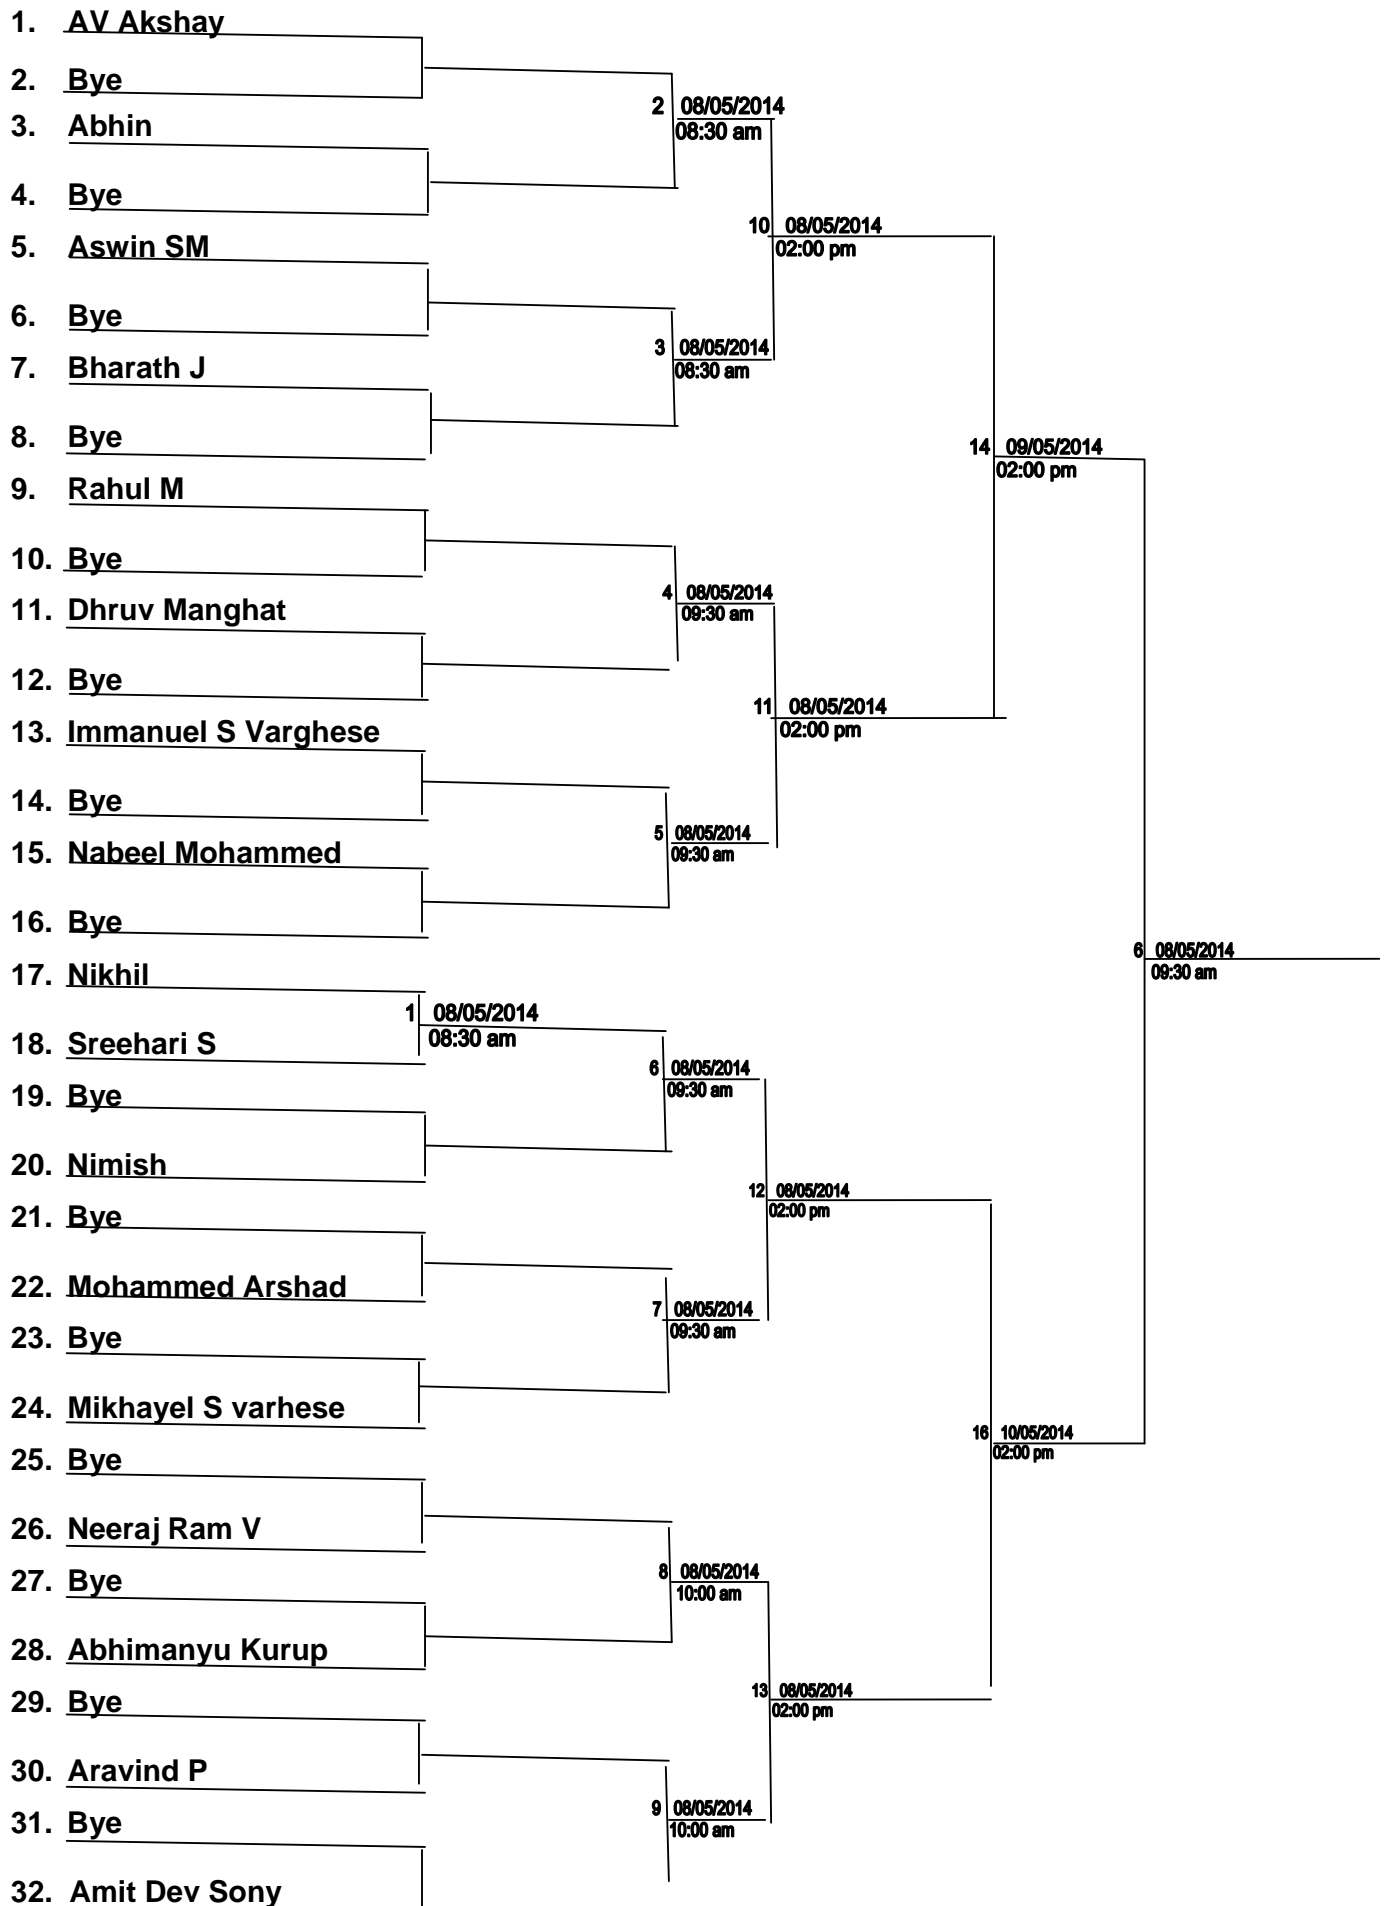 1. AV Akshay
2. Bye
2 08/05/2014
08:30 am
3. Abhin
4. Bye
10 08/05/2014
02:00 pm
5. Aswin SM
6. Bye
3 08/05/2014
08:30 am
7. Bharath J
8. Bye
14 09/05/2014
02:00 pm
9. Rahul M
10. Bye
4 08/05/2014
09:30 am
11. Dhruv Manghat
12. Bye
11 08/05/2014
02:00 pm
13. Immanuel S Varghese
14. Bye
5 08/05/2014
09:30 am
15. Nabeel Mohammed
16. Bye
6 08/05/2014
09:30 am
17. Nikhil
1 08/05/2014
08:30 am
18. Sreehari S
6 08/05/2014
09:30 am
19. Bye
20. Nimish
12 08/05/2014
02:00 pm
21. Bye
22. Mohammed Arshad
7 08/05/2014
09:30 am
23. Bye
24. Mikhayel S varhese
16 10/05/2014
02:00 pm
25. Bye
26. Neeraj Ram V
8 08/05/2014
10:00 am
27. Bye
28. Abhimanyu Kurup
13 08/05/2014
02:00 pm
29. Bye
30. Aravind P
9 08/05/2014
10:00 am
31. Bye
32. Amit Dev Sony